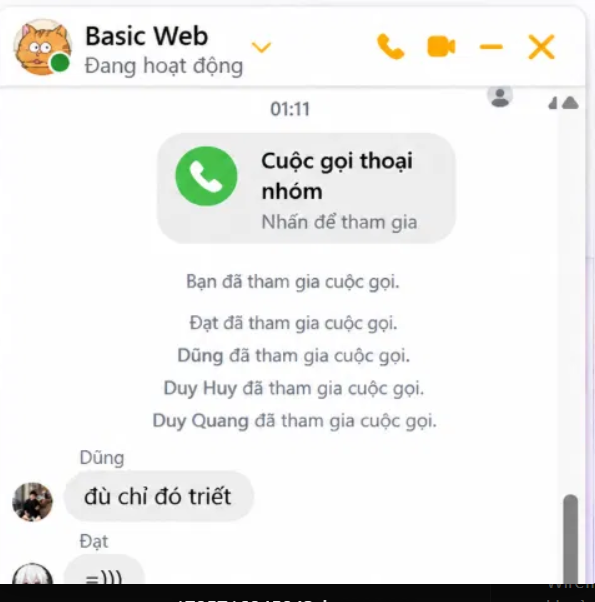 Basic Web
Đang hoạt động
01:11
Cuộc gọi thoại
nhóm
Nhấn để tham gia
Bạn đã tham gia cuộc gọi.
Đạt đã tham gia cuộc gọi.
Dũng đã tham gia cuộc gọi.
Duy Huy đã tham gia cuộc gọi.
Duy Quang đã tham gia cuộc gọi.
Dũng
đù chỉ đó triết
Đạt
=)))